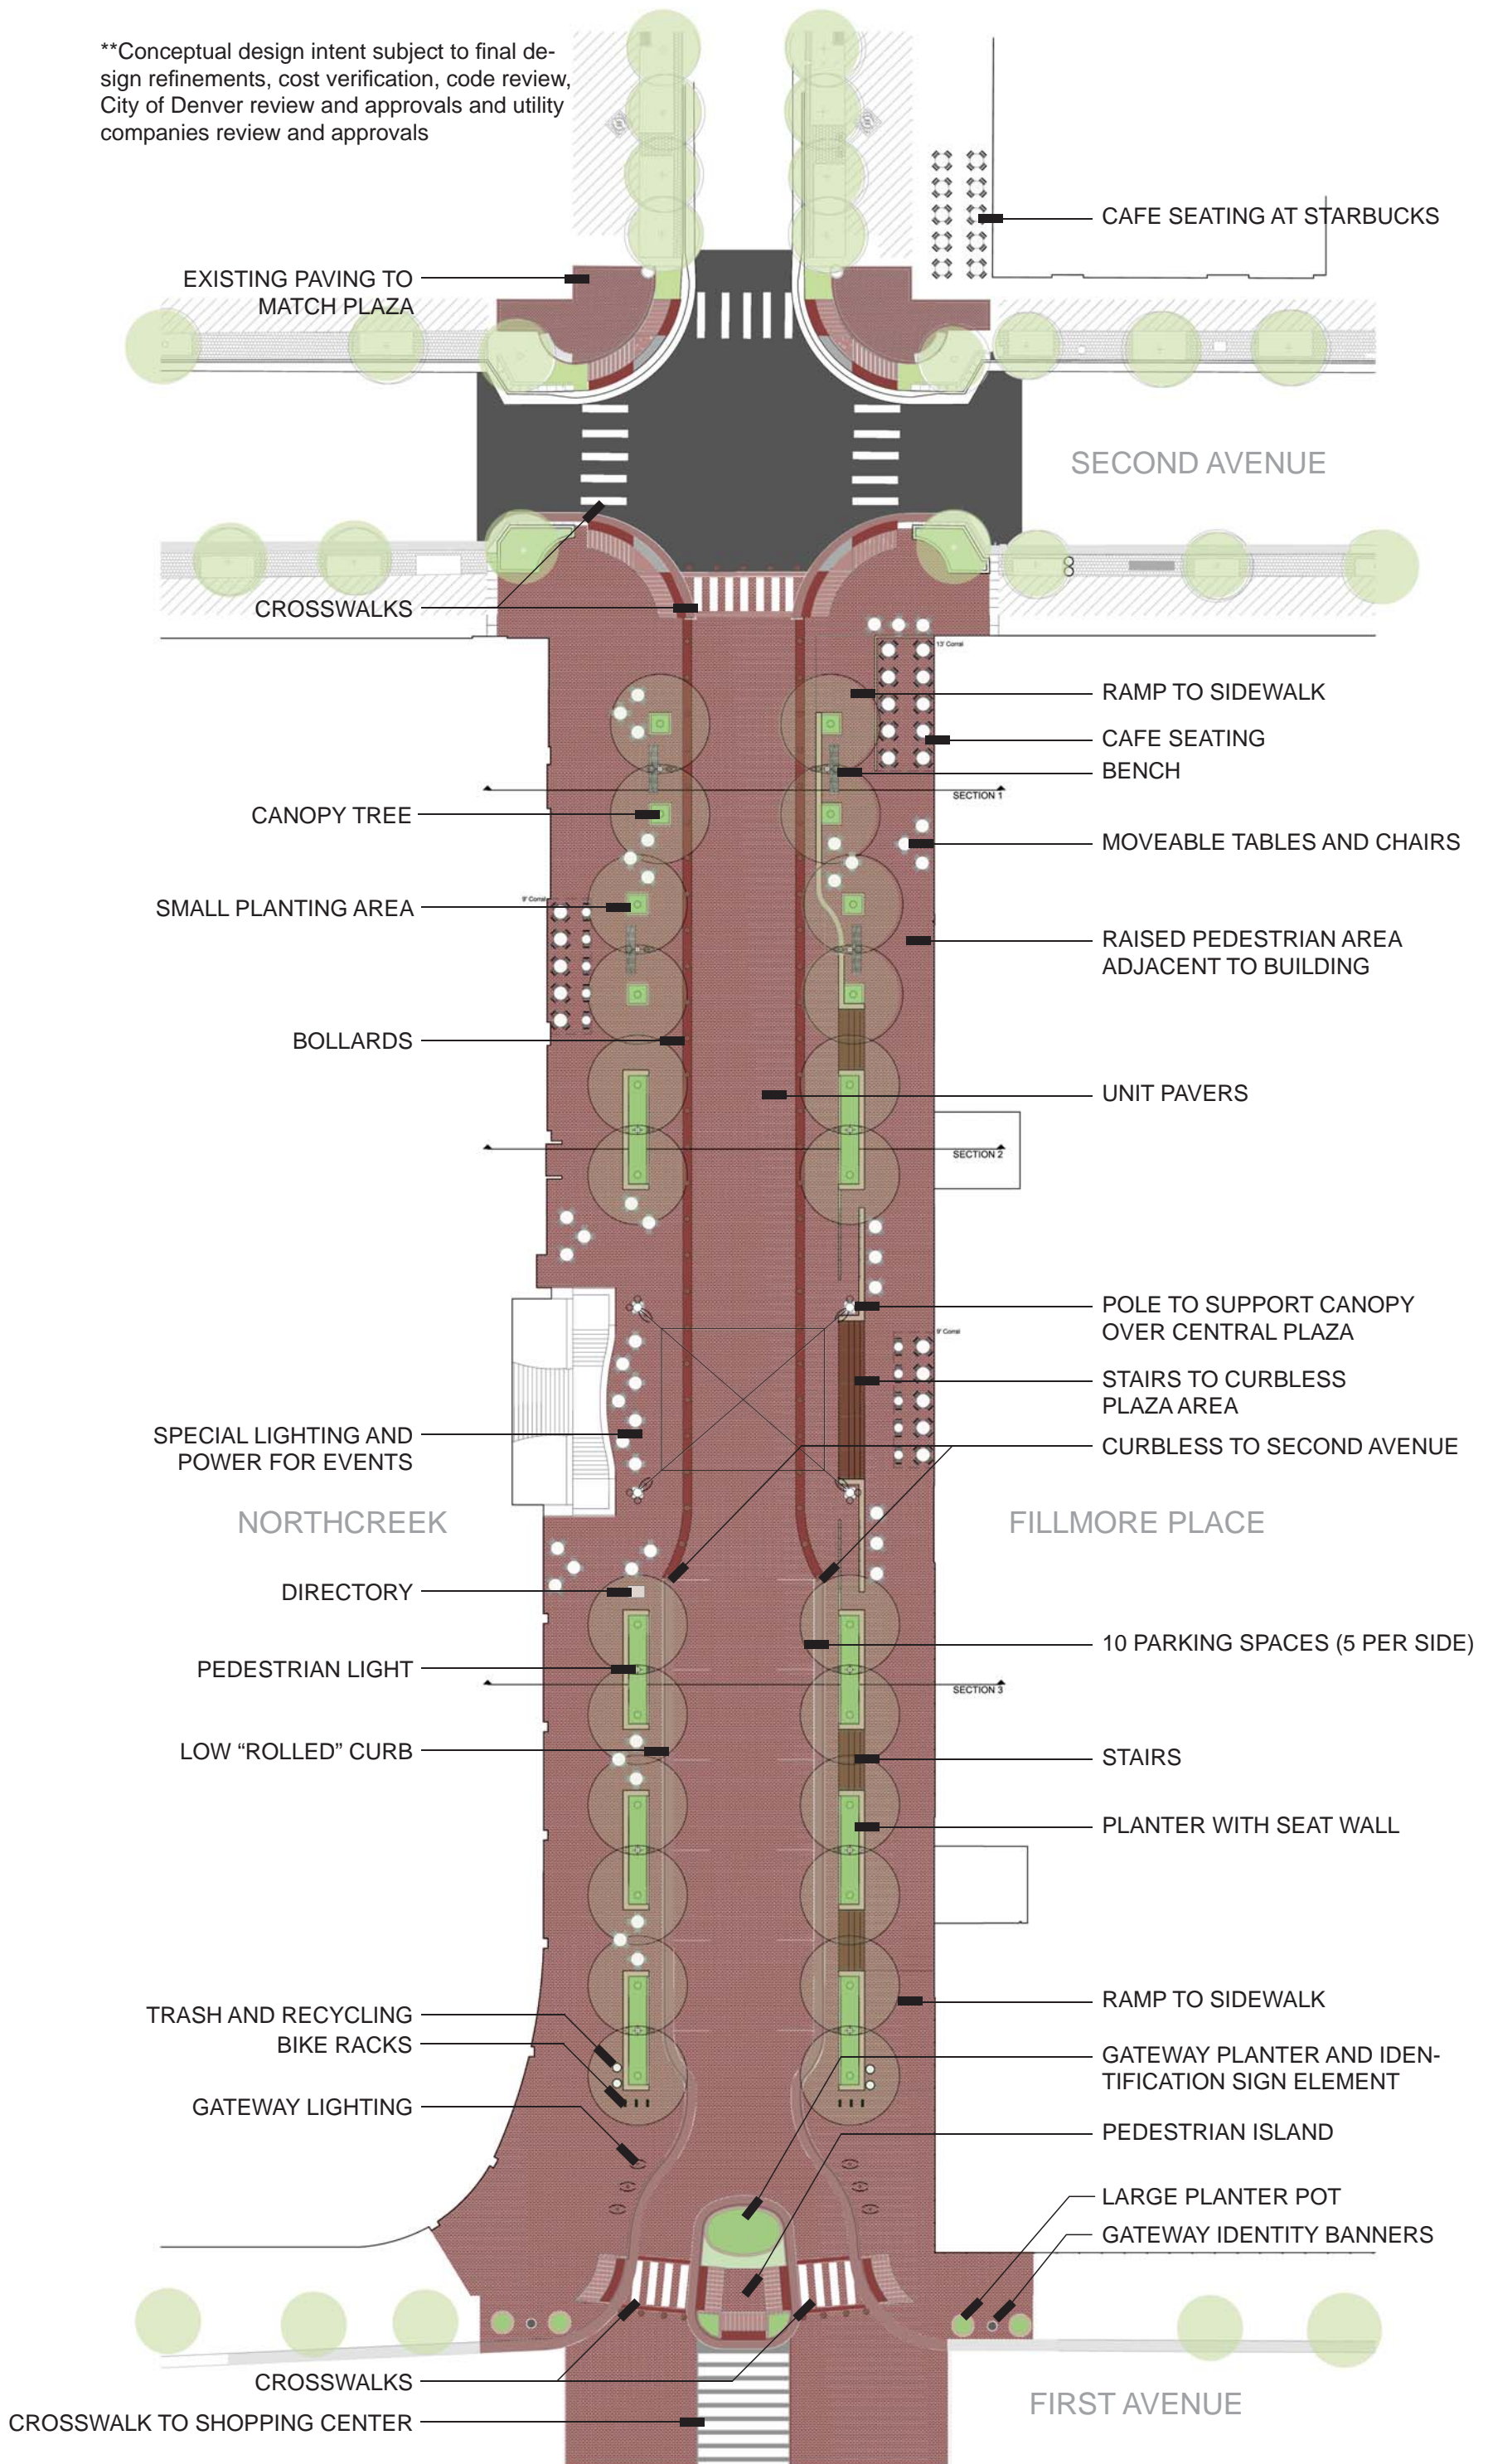 **Conceptual design intent subject to final de-
sign refinements, cost verification, code review,
City of Denver review and approvals and utility
companies review and approvals
CAFE SEATING AT STARBUCKS
EXISTING PAVING TO
MATCH PLAZA
SECOND AVENUE
CROSSWALKS
13' Corral
RAMP TO SIDEWALK
CAFE SEATING
BENCH
SECTION 1
CANOPY TREE
MOVEABLE TABLES AND CHAIRS
9' Corral
SMALL PLANTING AREA
RAISED PEDESTRIAN AREA
ADJACENT TO BUILDING
BOLLARDS
UNIT PAVERS
SECTION 2
POLE TO SUPPORT CANOPY
OVER CENTRAL PLAZA
9' Corral
STAIRS TO CURBLESS
PLAZA AREA
SPECIAL LIGHTING AND
POWER FOR EVENTS
CURBLESS TO SECOND AVENUE
NORTHCREEK
FILLMORE PLACE
DIRECTORY
10 PARKING SPACES (5 PER SIDE)
PEDESTRIAN LIGHT
SECTION 3
LOW “ROLLED” CURB
STAIRS
PLANTER WITH SEAT WALL
RAMP TO SIDEWALK
TRASH AND RECYCLING
BIKE RACKS
GATEWAY PLANTER AND IDEN-
TIFICATION SIGN ELEMENT
GATEWAY LIGHTING
PEDESTRIAN ISLAND
LARGE PLANTER POT
GATEWAY IDENTITY BANNERS
CROSSWALKS
FIRST AVENUE
CROSSWALK TO SHOPPING CENTER